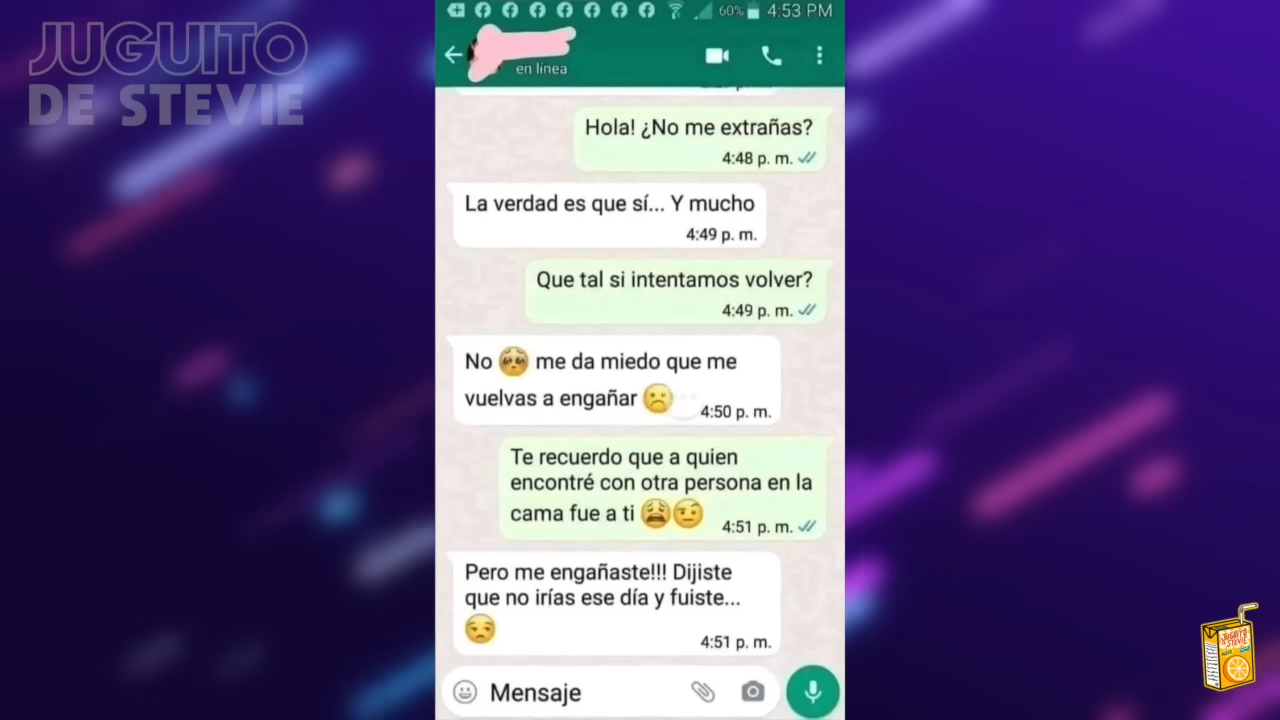 JUGUITO
DE STEVIE
60% 4:53 PM
en línea
Hola! ¿No me extrañas?
4:48 p. m.
La verdad es que sí... Y mucho
4:49 p. m.
Que tal si intentamos volver?
4:49 p. m.
No 🥺 me da miedo que me
vuelvas a engañar ☹️
4:50 p. m.
Te recuerdo que a quien
encontré con otra persona en la
cama fue a ti 😩🤨
4:51 p. m.
Pero me engañaste!!! Dijiste
que no irías ese día y fuiste...
😒
4:51 p. m.
Mensaje
JUGUITO
DE STEVIE